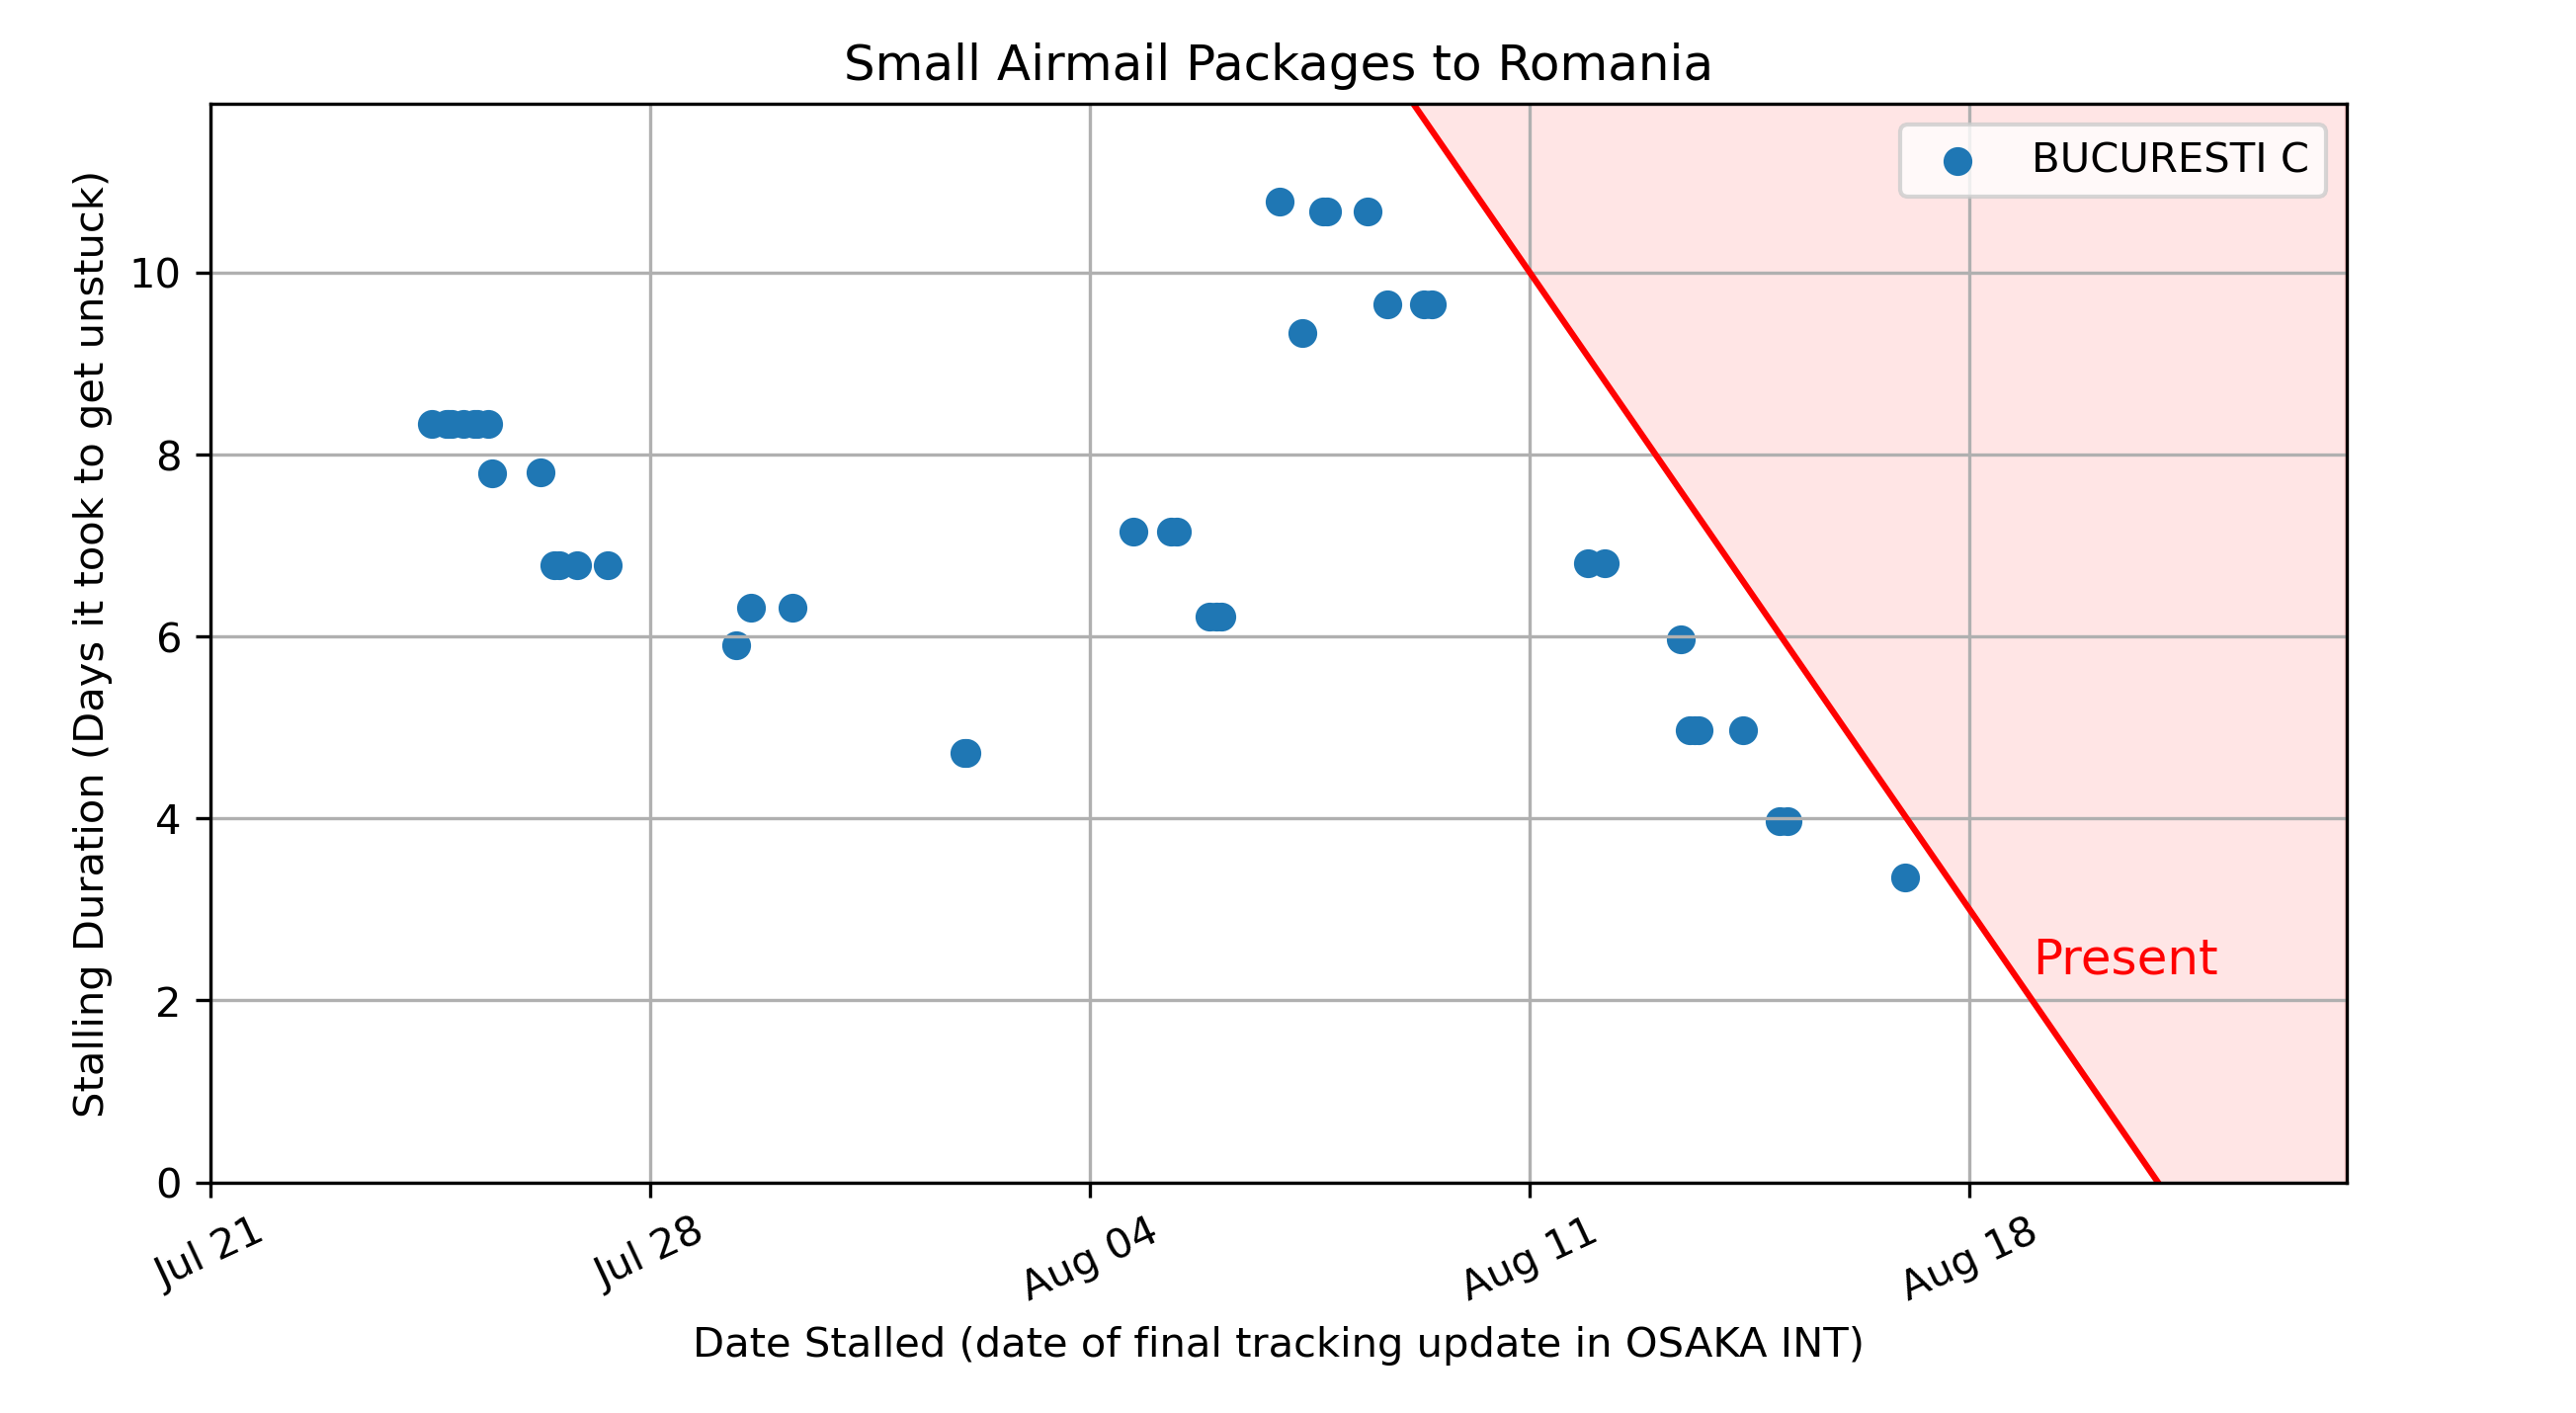 Small Airmail Packages to Romania
BUCURESTI C
Stalling Duration (Days it took to get unstuck)
10
8
6
4
2
0
Present
Jul 21
Jul 28
Aug 04
Aug 11
Aug 18
Date Stalled (date of final tracking update in OSAKA INT)